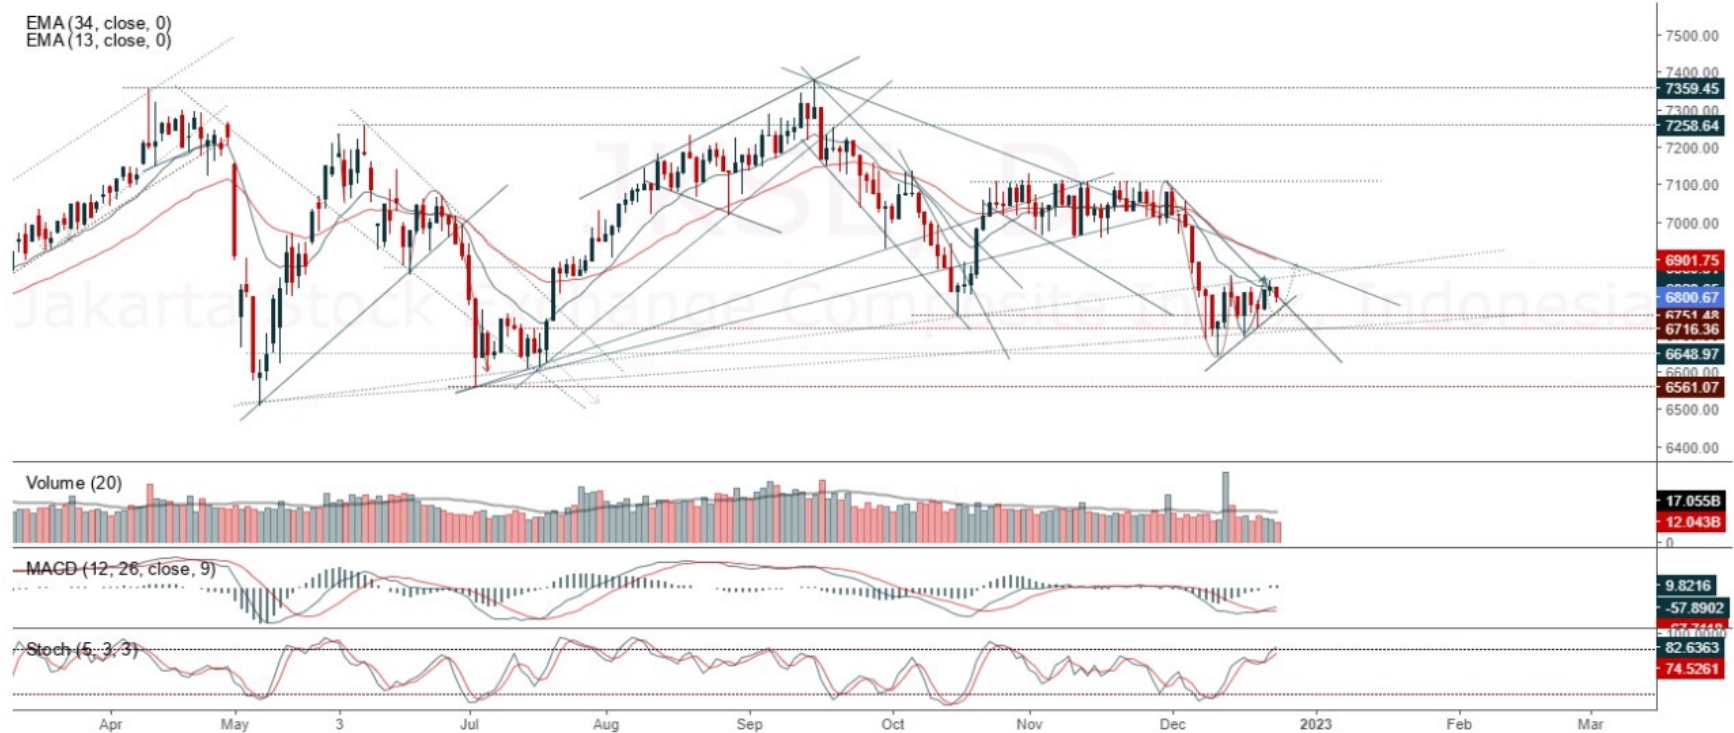 EMA (34, close, 0)
EMA (13, close, 0)
7500.00
7400.00
7359.45
7300.00
7258.64
7200.00
7100.00
7000.00
6901.75
6800.67
6751.48
6716.36
6648.97
6600.00
6561.07
6500.00
6400.00
Jakarta Stock Exchange Composite Index, Indonesia
Volume (20)
17.055B
12.043B
0
MACD (12, 26, close, 9)
9.8216
-57.8902
-67.7118
100.0000
Stoch (5, 3, 3)
82.6363
74.5261
Apr May 3 Jul Aug Sep Oct Nov Dec 2023 Feb Mar